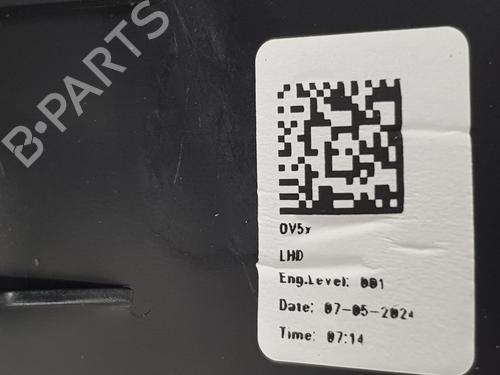 B-PARTS
OV5x
LHD
Eng.Level: 001
Date: 07-05-2024
Time: 07:14